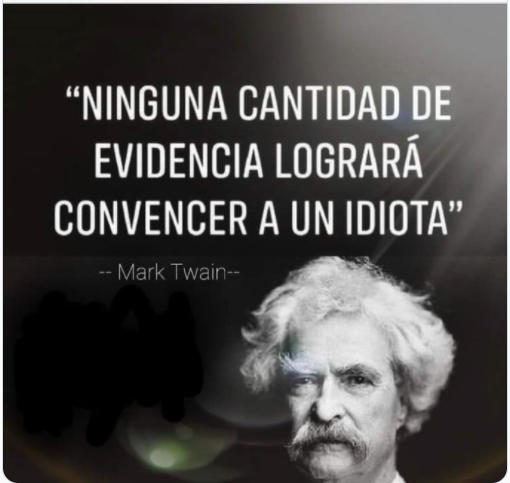 “NINGUNA CANTIDAD DE
EVIDENCIA LOGRARÁ
CONVENCER A UN IDIOTA”
-- Mark Twain--